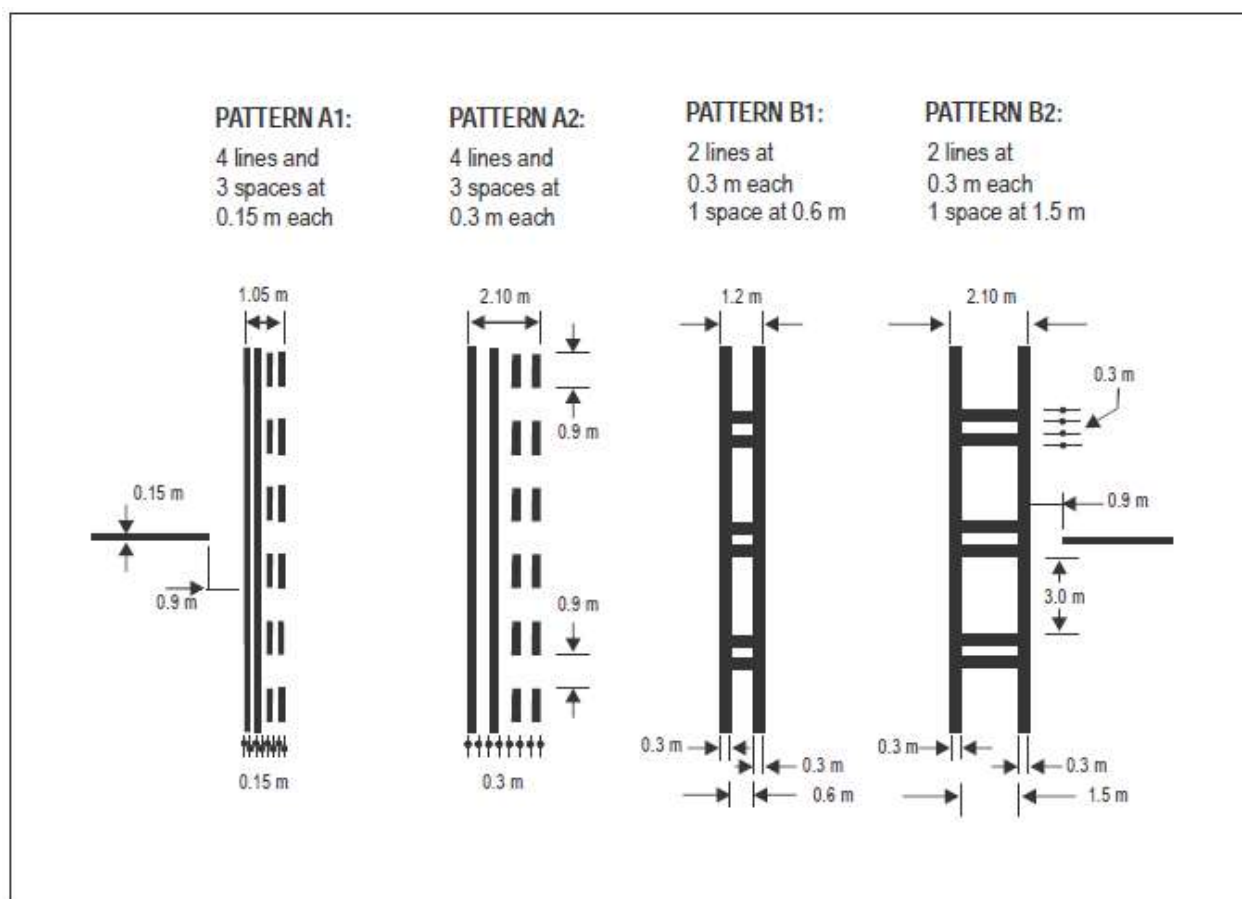 PATTERN A1:
4 lines and
3 spaces at
0.15 m each
PATTERN A2:
4 lines and
3 spaces at
0.3 m each
PATTERN B1:
2 lines at
0.3 m each
1 space at 0.6 m
PATTERN B2:
2 lines at
0.3 m each
1 space at 1.5 m
1.05 m
2.10 m
1.2 m
2.10 m
0.3 m
0.9 m
0.15 m
0.9 m
0.9 m
0.9 m
3.0 m
0.3 m
0.3 m
0.3 m
0.3 m
0.15 m
0.3 m
0.6 m
1.5 m